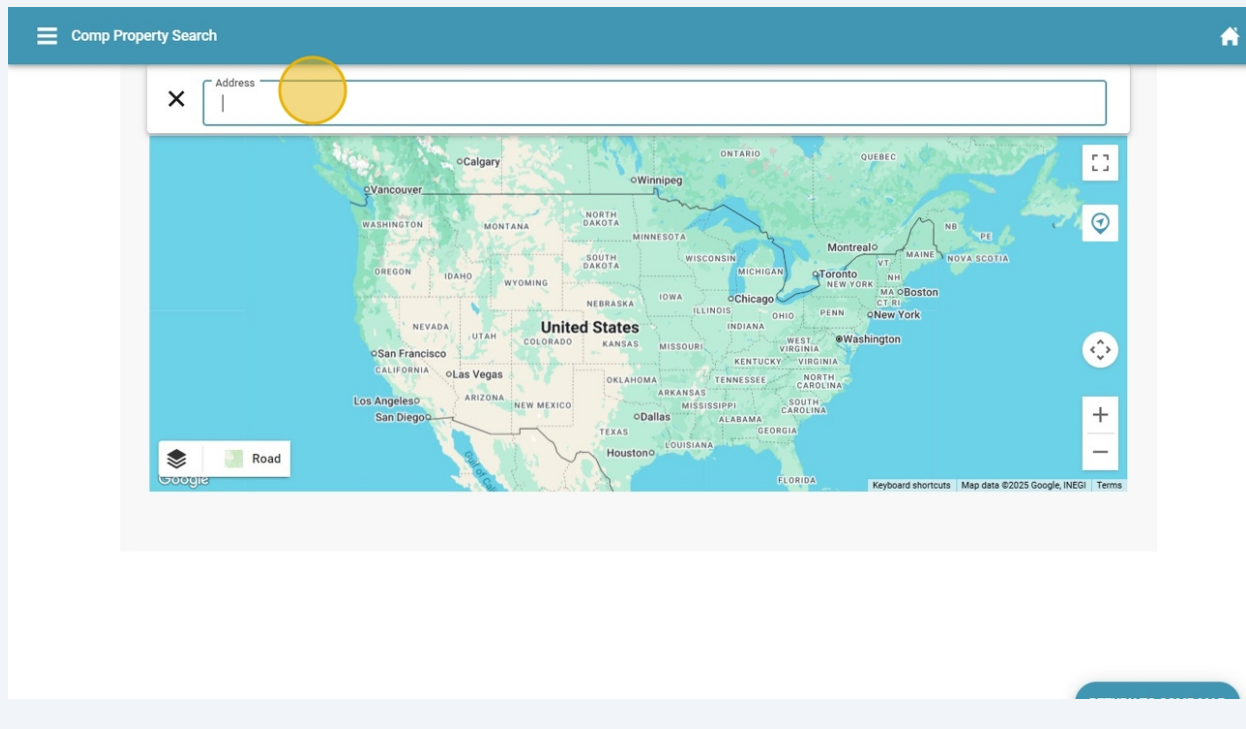 Comp Property Search
Address
Calgary
ONTARIO
QUEBEC
Winnipeg
Vancouver
WASHINGTON
MONTANA
NORTH
DAKOTA
MINNESOTA
NB
PE
Montreal
MAINE
NOVA SCOTIA
SOUTH
DAKOTA
WISCONSIN
VT
OREGON
IDAHO
MICHIGAN
Toronto
NH
WYOMING
NEW YORK
MA
Boston
IOWA
Chicago
CT RI
NEBRASKA
ILLINOIS
OHIO
PENN
New York
NEVADA
United States
INDIANA
UTAH
COLORADO
KANSAS
MISSOURI
WEST
VIRGINIA
Washington
San Francisco
KENTUCKY
VIRGINIA
CALIFORNIA
Las Vegas
OKLAHOMA
TENNESSEE
NORTH
CAROLINA
Los Angeles
ARIZONA
NEW MEXICO
ARKANSAS
MISSISSIPPI
SOUTH
CAROLINA
San Diego
Dallas
ALABAMA
TEXAS
GEORGIA
LOUISIANA
Houston
Road
Google
FLORIDA
Keyboard shortcuts
Map data ©2025 Google, INEGI
Terms